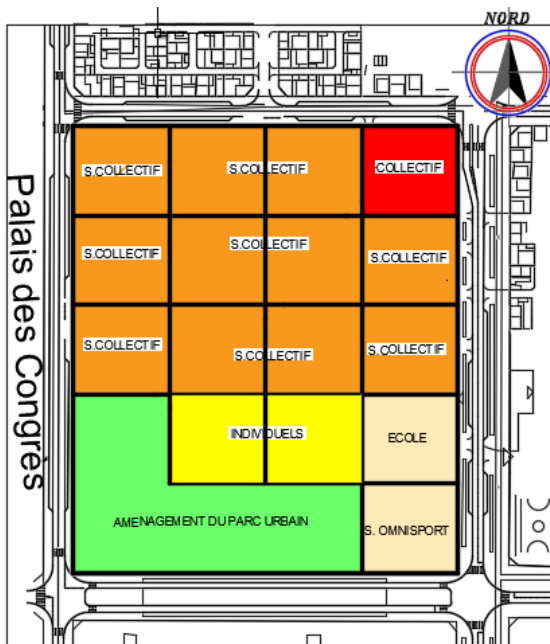 NORD
S.COLLECTIF
S.COLLECTIF
COLLECTIF
S.COLLECTIF
S.COLLECTIF
S.COLLECTIF
S.COLLECTIF
S.COLLECTIF
S.COLLECTIF
INDIVIDUELS
ECOLE
AMENAGEMENT DU PARC URBAIN
S. OMNISPORT
Palais des Congrés